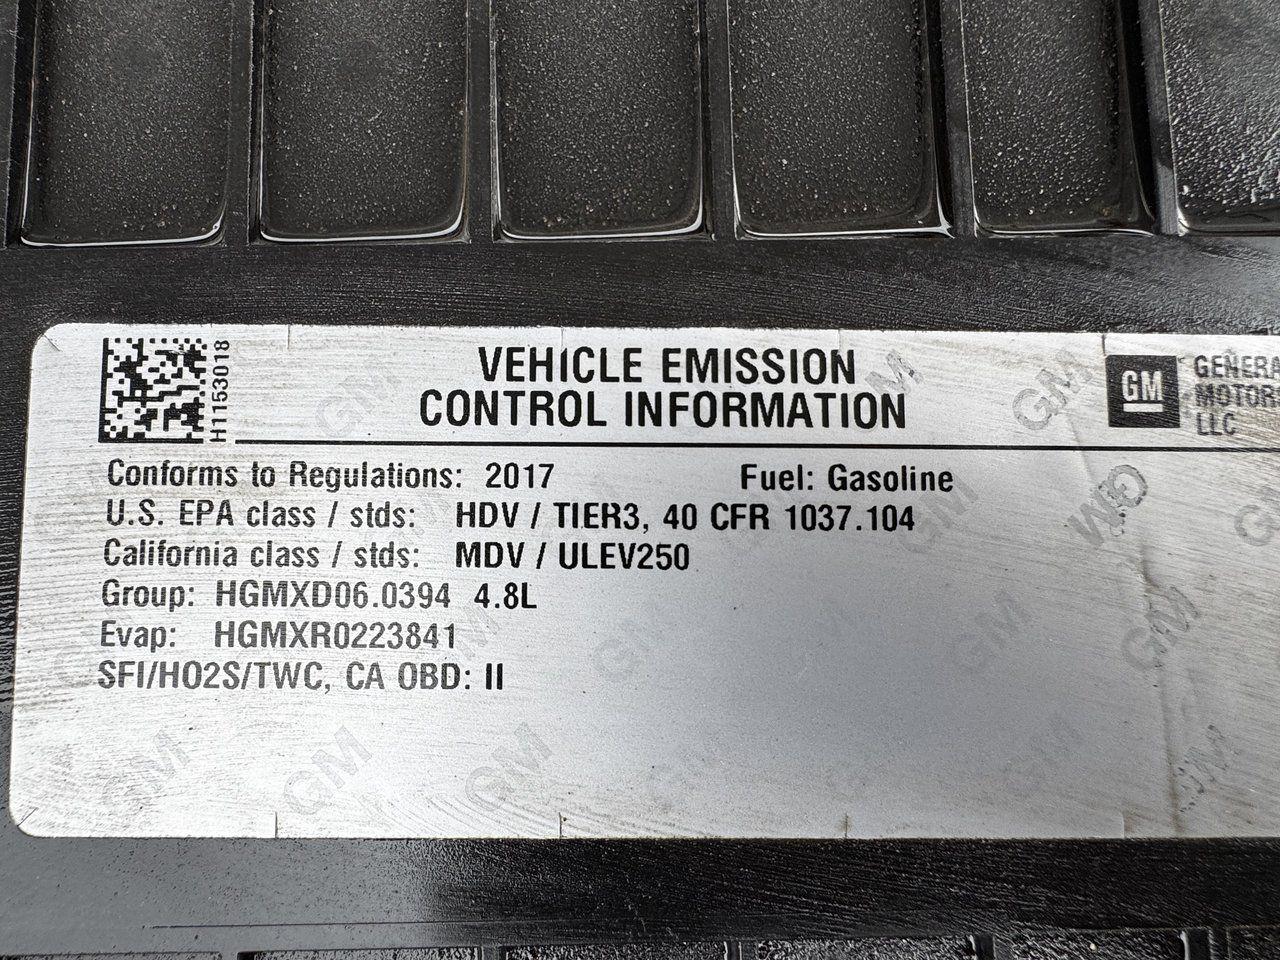 H1153018
VEHICLE EMISSION
CONTROL INFORMATION
GM
GENERA
MOTOR
LLC
Conforms to Regulations: 2017 Fuel: Gasoline
U.S. EPA class / stds: HDV / TIER3, 40 CFR 1037.104
California class / stds: MDV / ULEV250
Group: HGMXD06.0394 4.8L
Evap: HGMXR0223841
SFI/HO2S/TWC, CA OBD: II